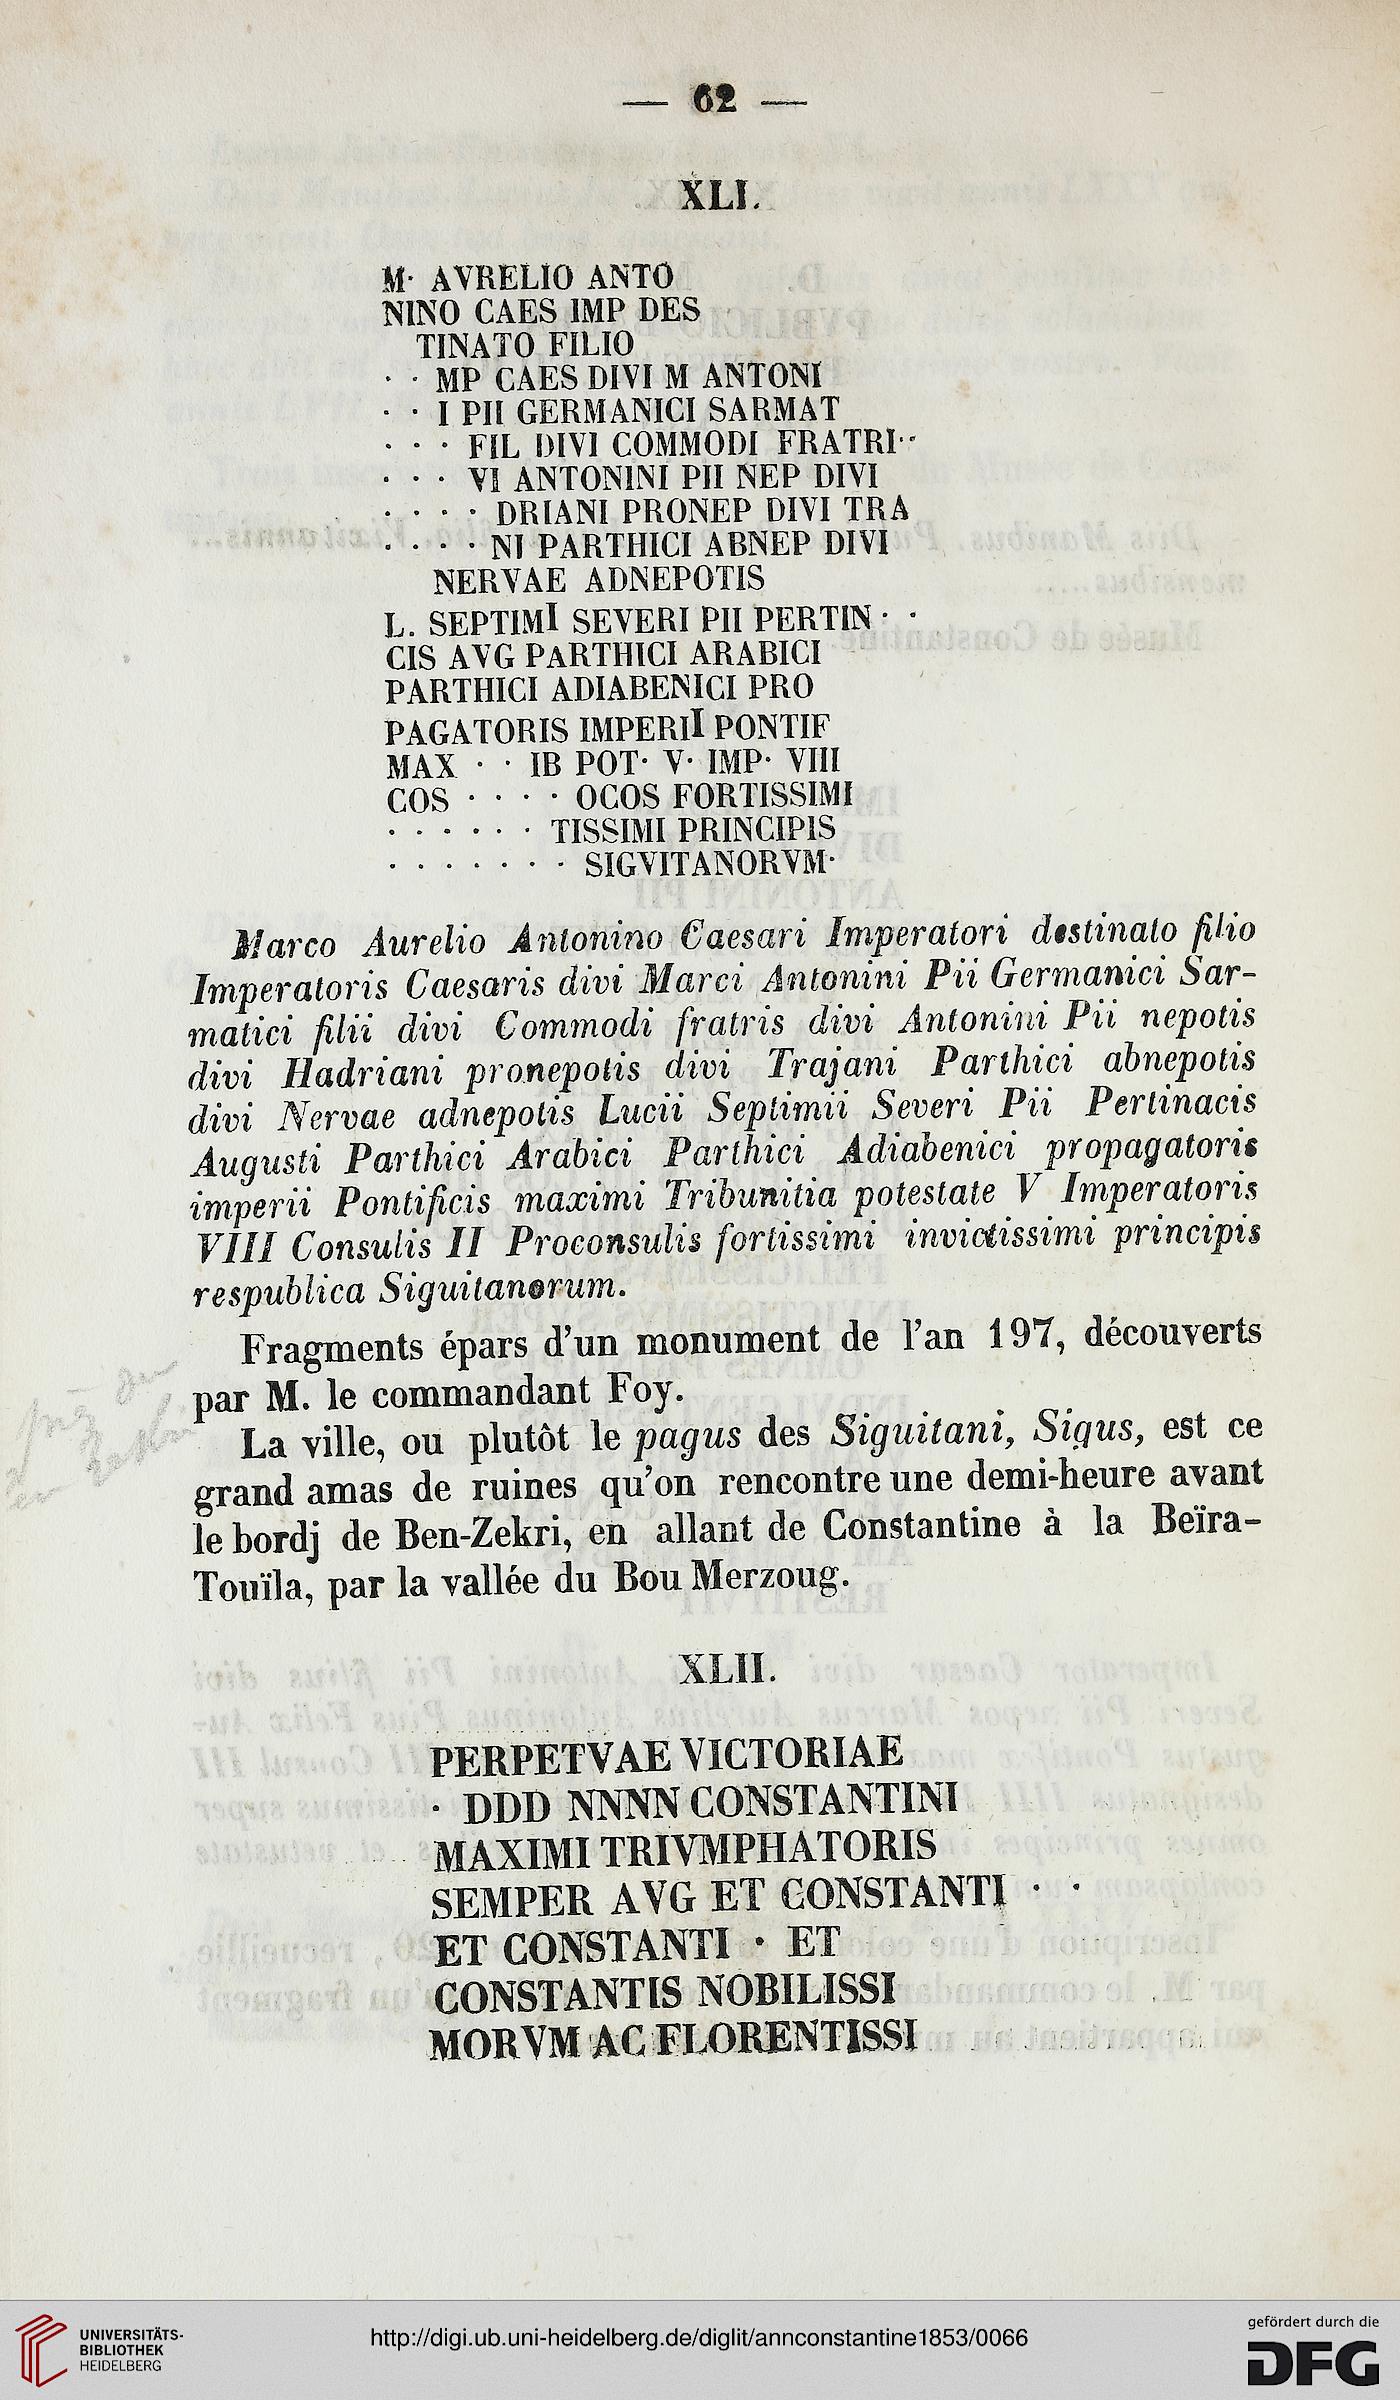 — 62 —
XLI.
M· AVRELIO ANTO
NINO CAES IMP DES
TINATO FILIO
· · MP CAES DIVI M ANTONI
· · I PII GERMANICI SARMAT
· · · FIL DIVI COMMODI FRATRI··
· · · VI ANTONINI PII NEP DIVI
· · · · DRIANI PRONEP DIVI TRA
· · · · NI PARTHICI ABNEP DIVI
NERVAE ADNEPOTIS
L. SEPTIMI SEVERI PII PERTIN · ·
CIS AVG PARTHICI ARABICI
PARTHICI ADIABENICI PRO
PAGATORIS IMPERII PONTIF
MAX · · IB POT· V· IMP· VIII
COS · · · · OCOS FORTISSIMI
· · · · · · TISSIMI PRINCIPIS
· · · · · · · SIGVITANORVM·
Marco Aurelio Antonino Caesari Imperatori destinato filio
Imperatoris Caesaris divi Marci Antonini Pii Germanici Sar-
matici filii divi Commodi fratris divi Antonini Pii nepotis
divi Hadriani pronepotis divi Trajani Parthici abnepotis
divi Nervae adnepotis Lucii Septimii Severi Pii Pertinacis
Augusti Parthici Arabici Parthici Adiabenici propagatoris
imperii Pontificis maximi Tribunitia potestate V Imperatoris
VIII Consulis II Proconsulis fortissimi invictissimi principis
respublica Siguitanorum.
Fragments épars d'un monument de l'an 197, découverts
par M. le commandant Foy.
La ville, ou plutôt le pagus des Siguitani, Sigus, est ce
grand amas de ruines qu'on rencontre une demi-heure avant
le bordj de Ben-Zekri, en allant de Constantine à la Beïra-
Touïla, par la vallée du Bou Merzoug.
XLII.
PERPETVAE VICTORIAE
· DDD NNNN CONSTANTINI
MAXIMI TRIVMPHATORIS
SEMPER AVG ET CONSTANTI · ·
ET CONSTANTI · ET
CONSTANTIS NOBILISSI
MORVM AC FLORENTISSI
UNIVERSITÄTS-
BIBLIOTHEK
HEIDELBERG
http://digi.ub.uni-heidelberg.de/diglit/annconstantine1853/0066
gefördert durch die
DFG